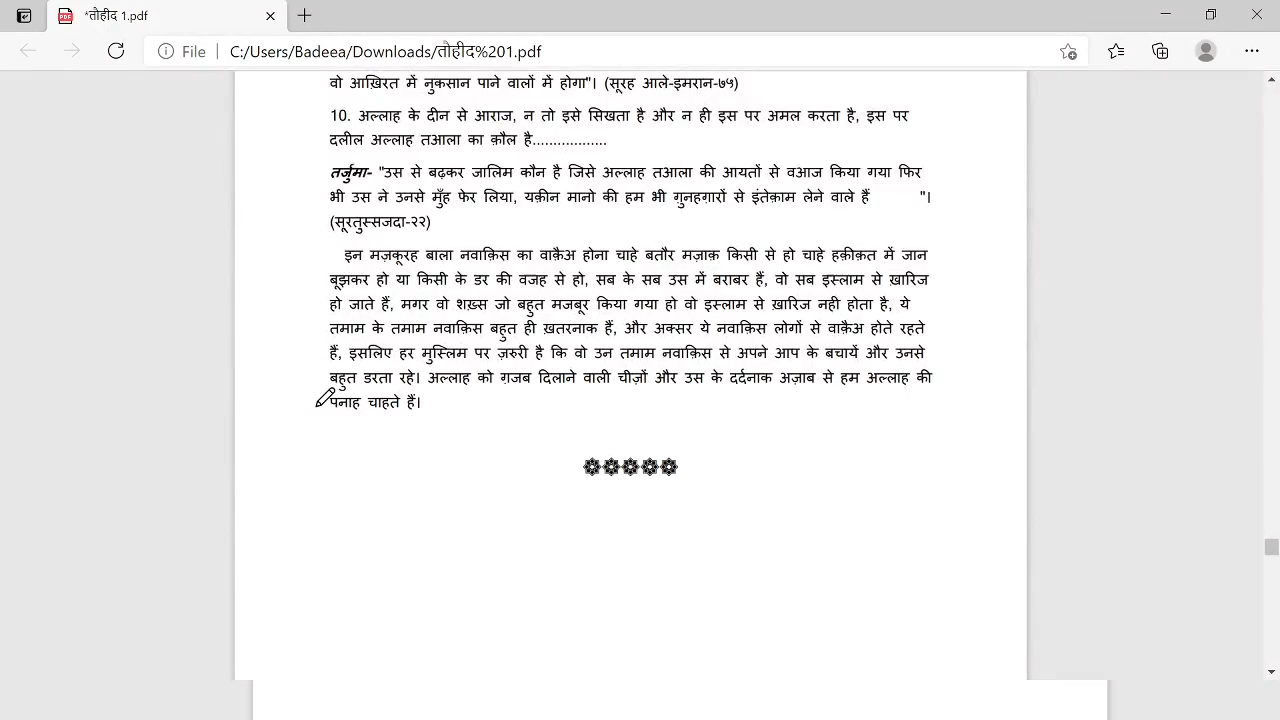 *तौहीद 1.pdf
File
C:/Users/Badeea/Downloads/तौहीद%201.pdf
वो आख़िरत में नुकसान पाने वालों में होगा"। (सूरह आले-इमरान-७५)
10. अल्लाह के दीन से आराज, न तो इसे सिखता है और न ही इस पर अमल करता है, इस पर
दलील अल्लाह तआला का क़ौल है..................
तर्जुमा- "उस से बढ़कर जालिम कौन है जिसे अल्लाह तआला की आयतों से वआज किया गया फिर
भी उस ने उनसे मुँह फेर लिया, यक़ीन मानो की हम भी गुनहग़ारों से इंतेक़ाम लेने वाले हैं "।
(सूरतुस्सजदा-२२)
इन मज़कूरह बाला नवाक़िस का वाक़ैअ होना चाहे बतौर मज़ाक़ किसी से हो चाहे हक़ीक़त में जान
बूझकर हो या किसी के डर की वजह से हो, सब के सब उस में बराबर हैं, वो सब इस्लाम से ख़ारिज
हो जाते हैं, मगर वो शख़्स जो बहुत मजबूर किया गया हो वो इस्लाम से ख़ारिज नही होता है, ये
तमाम के तमाम नवाक़िस बहुत ही ख़तरनाक हैं, और अक्सर ये नवाक़िस लोगों से वाक़ैअ होते रहते
हैं, इसलिए हर मुस्लिम पर ज़रुरी है कि वो उन तमाम नवाक़िस से अपने आप के बचायें और उनसे
बहुत डरता रहे। अल्लाह को ग़जब दिलाने वाली चीज़ों और उस के दर्दनाक अज़ाब से हम अल्लाह की
पनाह चाहते हैं।